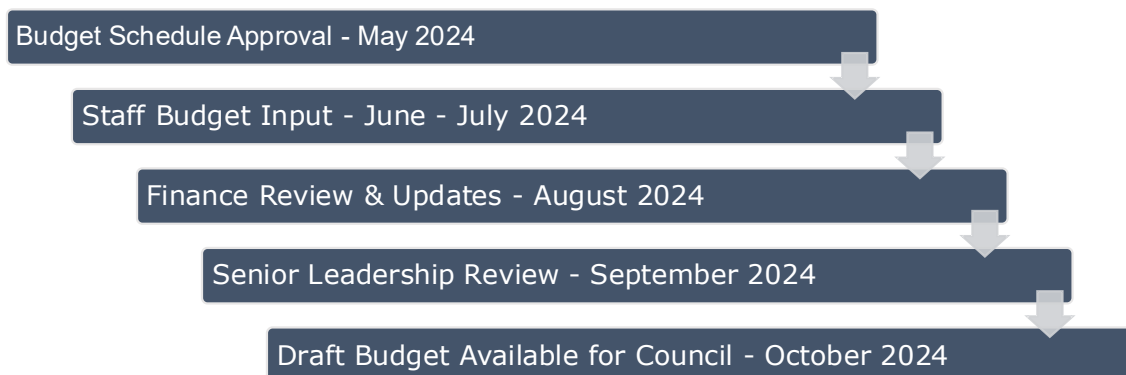 Budget Schedule Approval - May 2024
Staff Budget Input - June - July 2024
Finance Review & Updates - August 2024
Senior Leadership Review - September 2024
Draft Budget Available for Council - October 2024